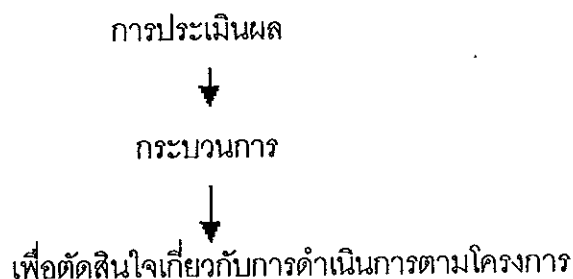 การประเมินผล
กระบวนการ
เพื่อตัดสินใจเกี่ยวกับการดำเนินการตามโครงการ